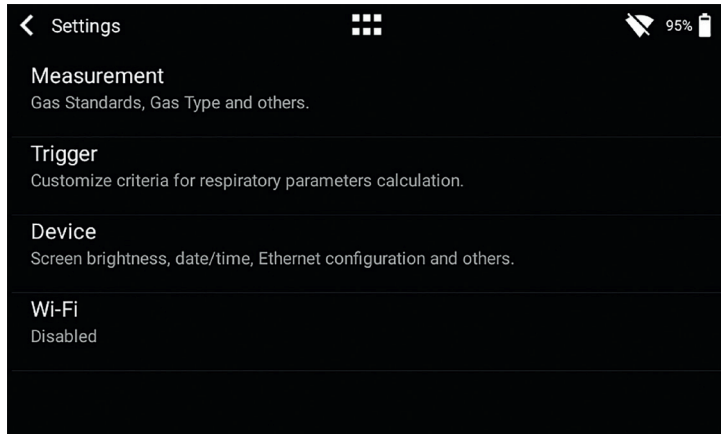 Settings
95%
Measurement
Gas Standards, Gas Type and others.
Trigger
Customize criteria for respiratory parameters calculation.
Device
Screen brightness, date/time, Ethernet configuration and others.
Wi-Fi
Disabled